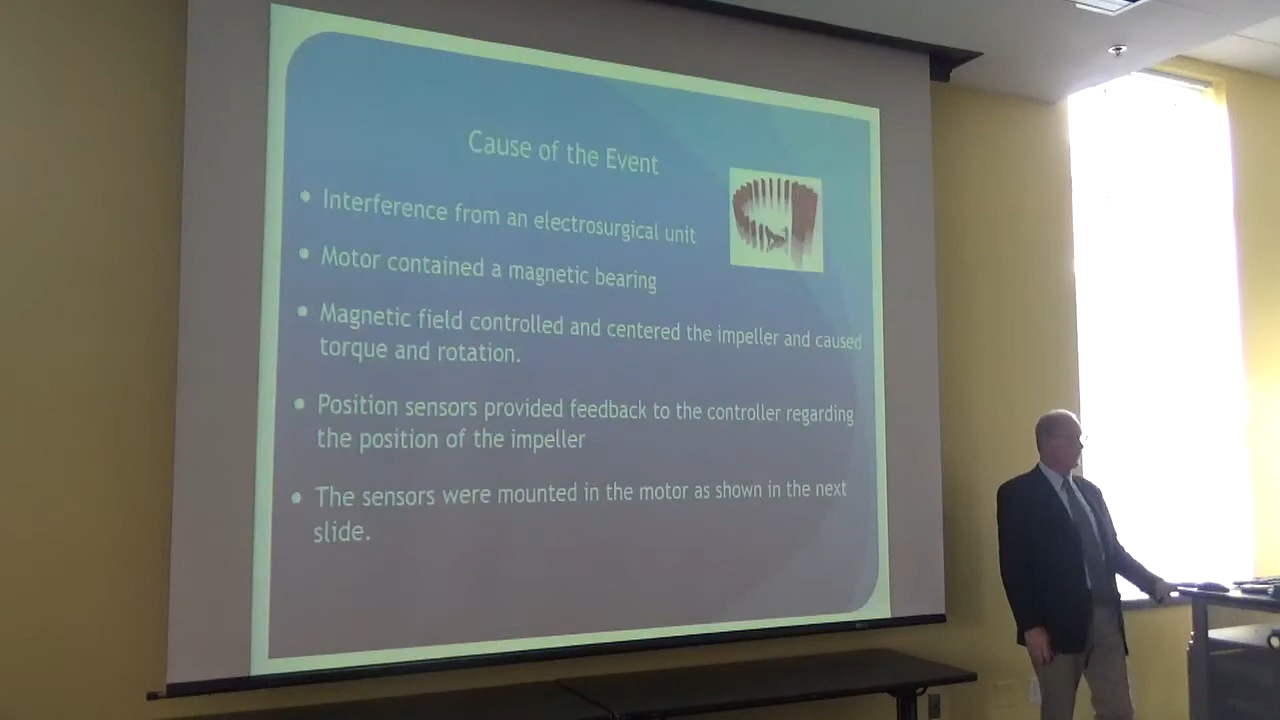 Cause of the Event
• Interference from an electrosurgical unit
• Motor contained a magnetic bearing
• Magnetic field controlled and centered the impeller and caused
torque and rotation.
• Position sensors provided feedback to the controller regarding
the position of the impeller
• The sensors were mounted in the motor as shown in the next
slide.